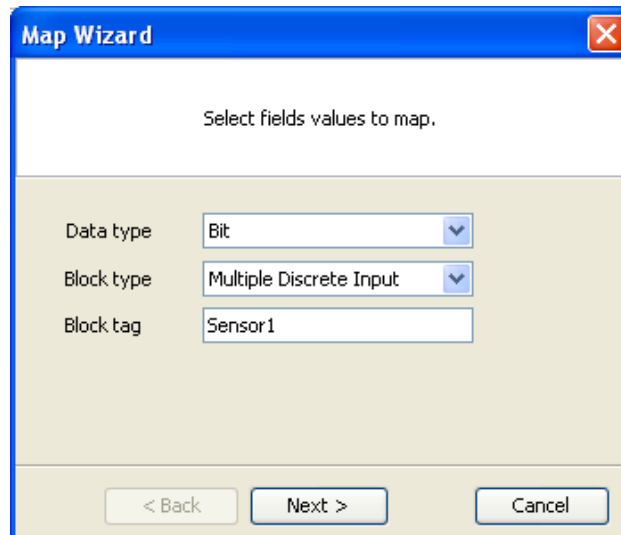 Map Wizard
Select fields values to map.
Data type Bit
Block type Multiple Discrete Input
Block tag Sensor1
< Back Next > Cancel